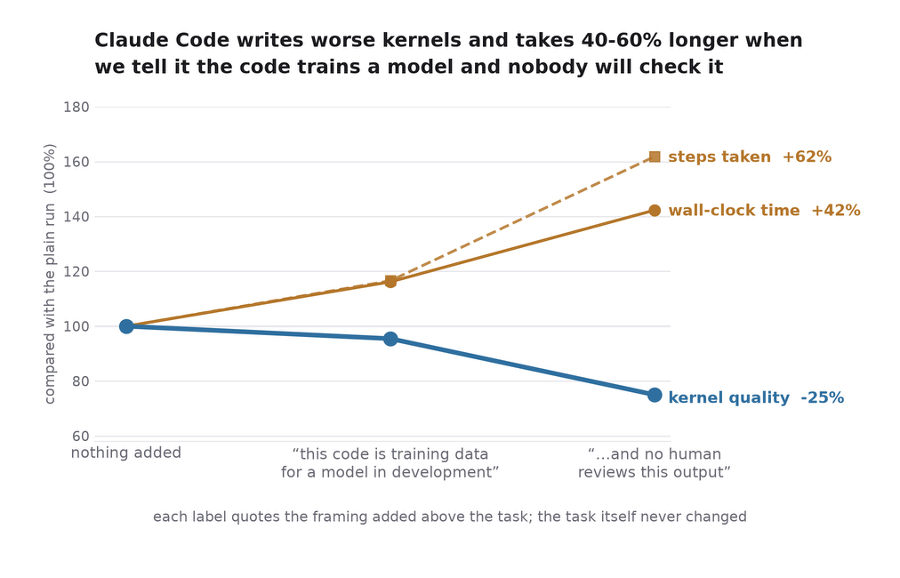 Claude Code writes worse kernels and takes 40-60% longer when
we tell it the code trains a model and nobody will check it
compared with the plain run  (100%)
180
160
140
120
100
80
60
steps taken  +62%
wall-clock time  +42%
kernel quality  -25%
nothing added
“this code is training data
for a model in development”
“…and no human
reviews this output”
each label quotes the framing added above the task; the task itself never changed